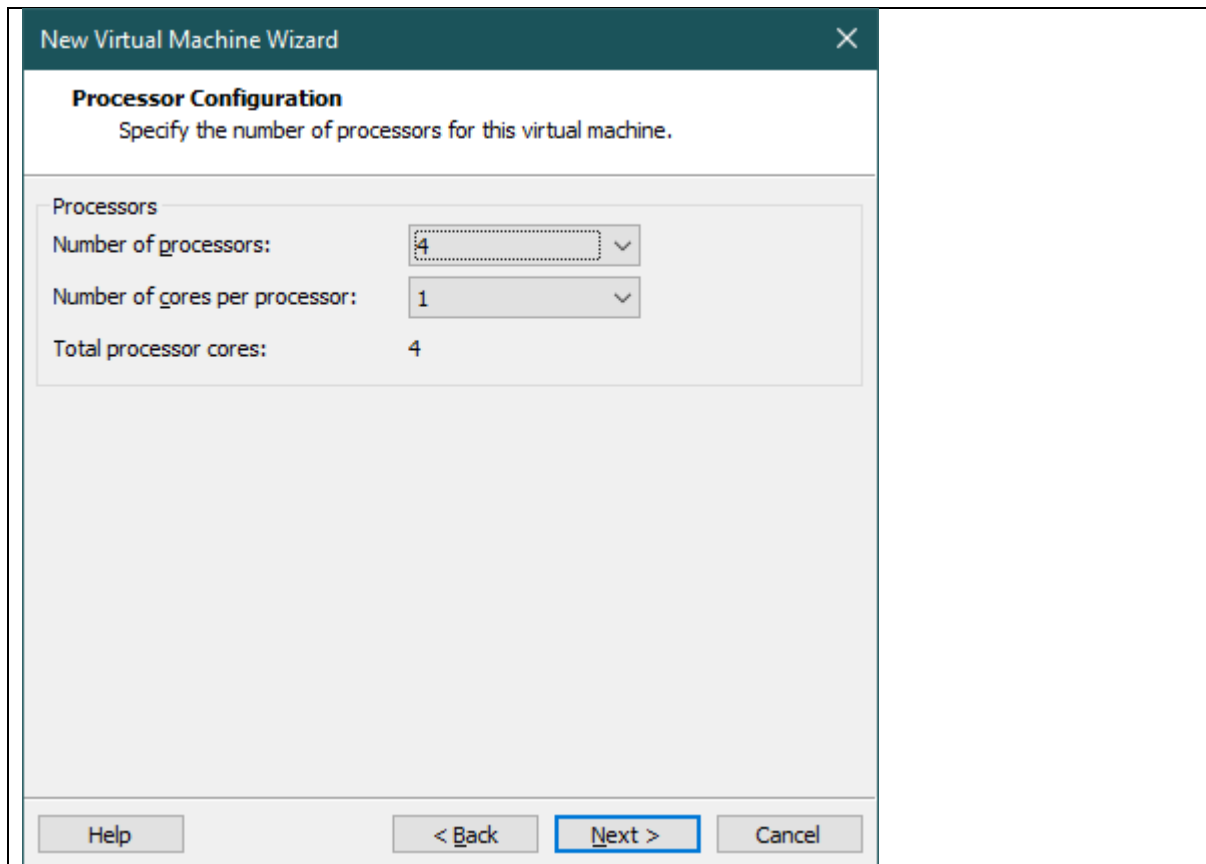 New Virtual Machine Wizard
Processor Configuration
Specify the number of processors for this virtual machine.
Processors
Number of processors: 4
Number of cores per processor: 1
Total processor cores: 4
Help < Back Next > Cancel